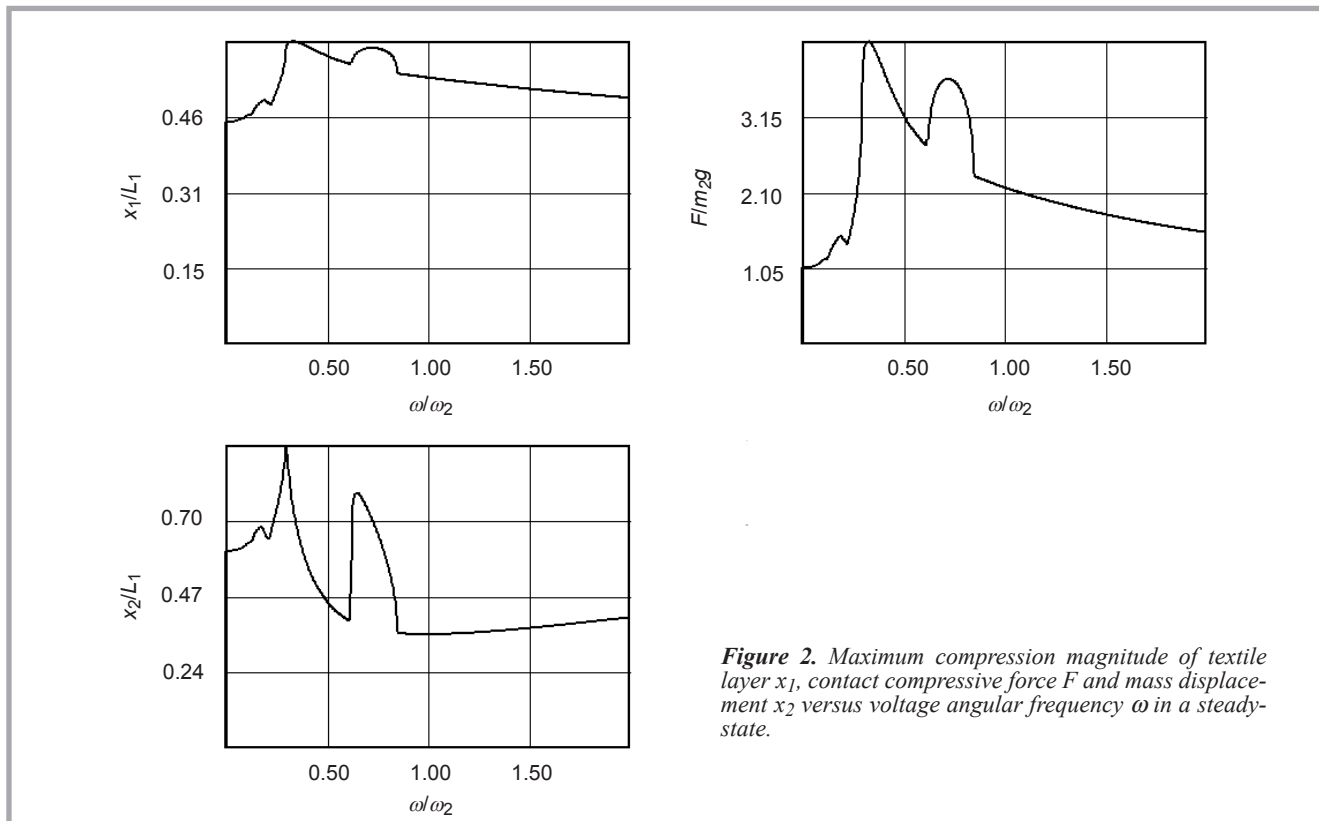 x1/L1
0.46
0.31
0.15
0.50 1.00 1.50
ω/ω2
F/m2g
3.15
2.10
1.05
0.50 1.00 1.50
ω/ω2
x2/L1
0.70
0.47
0.24
0.50 1.00 1.50
ω/ω2
Figure 2. Maximum compression magnitude of textile
layer x1, contact compressive force F and mass displace-
ment x2 versus voltage angular frequency ω in a steady-
state.